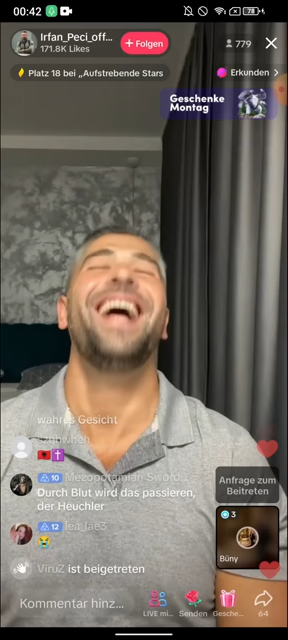 00:42
79
Irfan_Peci_off...
171.8K Likes
+ Folgen
779
Platz 18 bei „Aufstrebende Stars
Erkunden >
Geschenke
Montag
wahres Gesicht
10 Mezopotamian Sword
Durch Blut wird das passieren,
der Heuchler
12 lea_lae3
ViruZ ist beigetreten
Anfrage zum
Beitreten
3
Büny
Kommentar hinz...
LIVE mi...
Senden
Gesche...
64